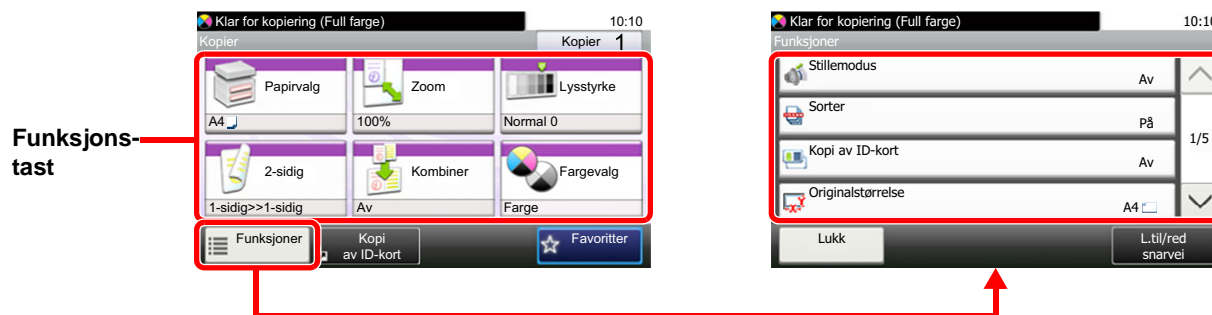 Funksjons-
tast
Klar for kopiering (Full farge) 10:10
Kopier Kopier 1
Papirvalg Zoom Lysstyrke
A4 100% Normal 0
2-sidig Kombiner Fargevalg
1-sidig>>1-sidig Av Farge
Funksjoner Kopi Favoritter
av ID-kort
Klar for kopiering (Full farge) 10:10
Funksjoner
Stillemodus
Av
Sorter
På
1/5
Kopi av ID-kort
Av
Originalstørrelse
A4
Lukk L.til/red
snarvei